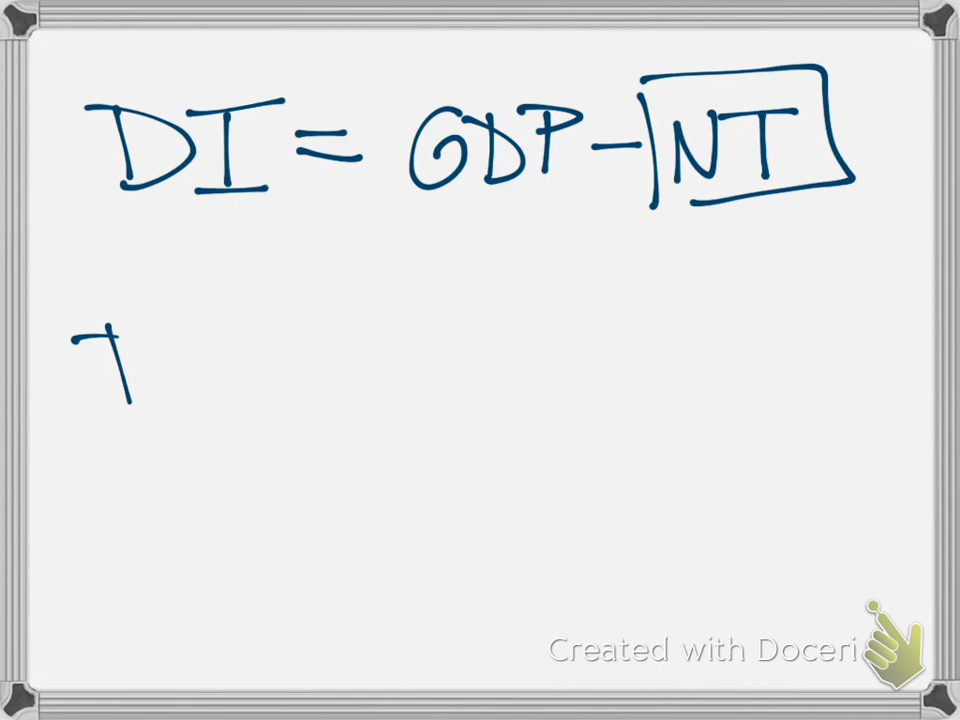 DI = GDP - NT
Created with Doceri